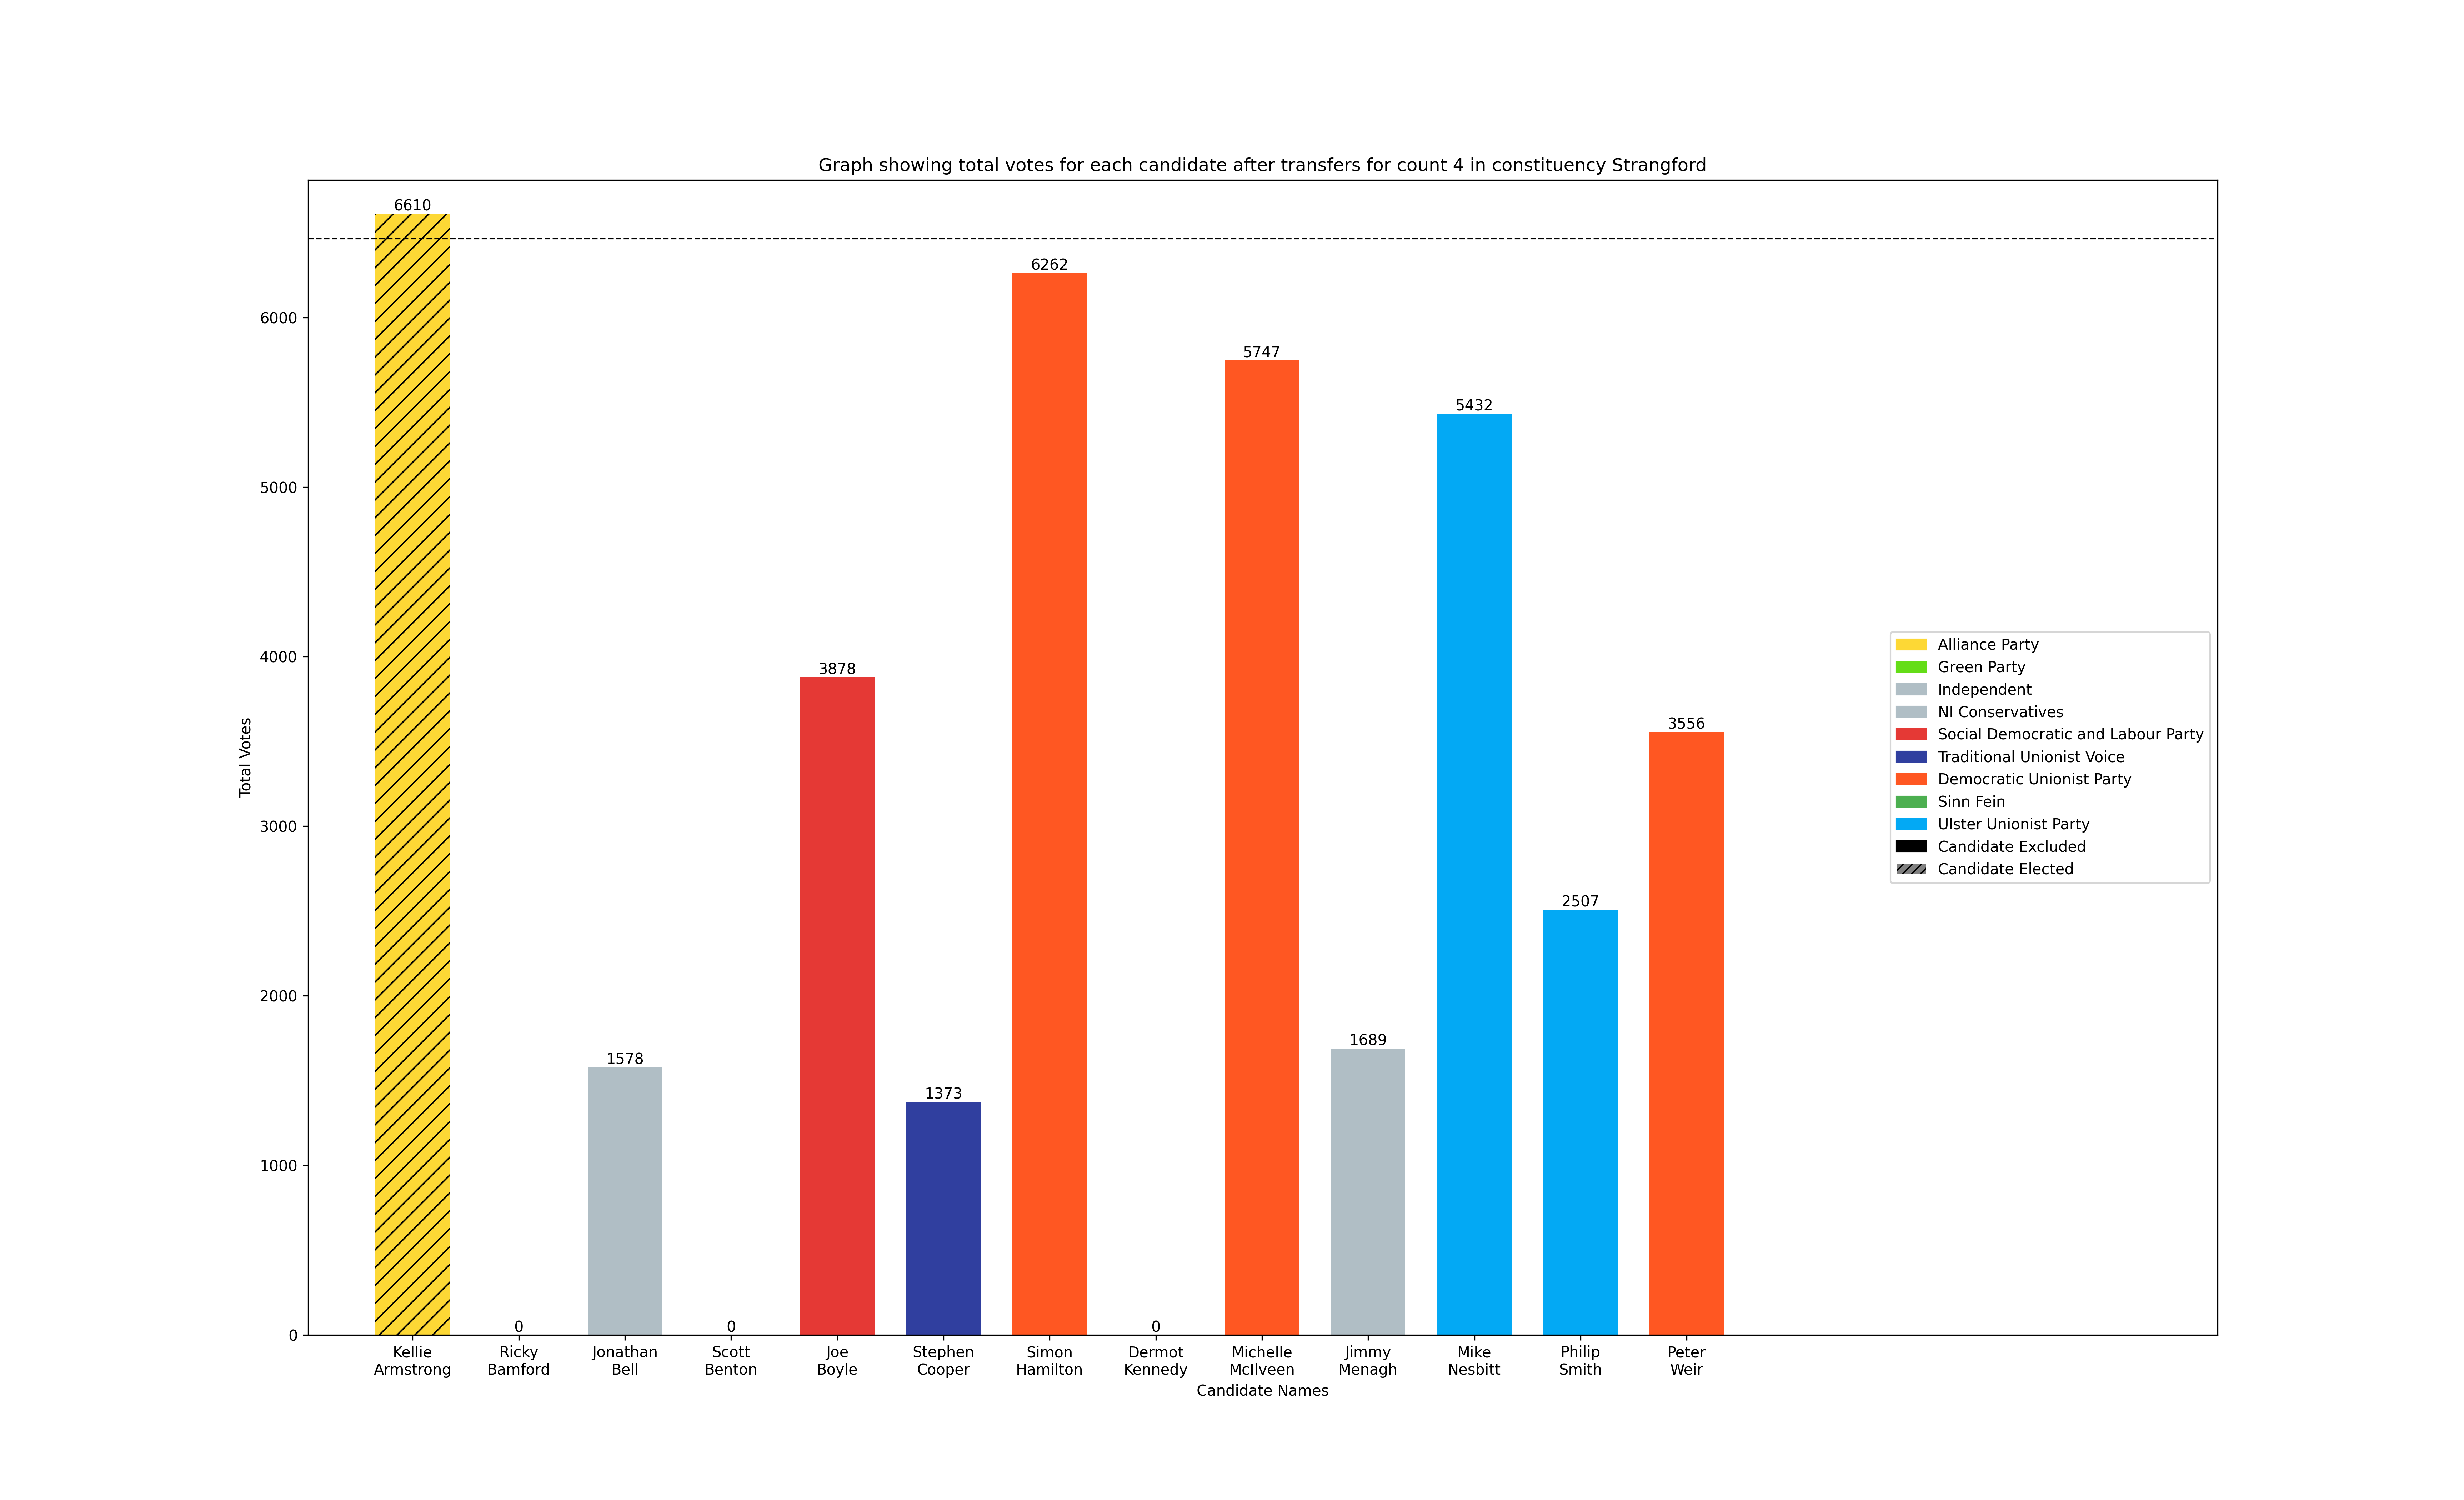 Graph showing total votes for each candidate after transfers for count 4 in constituency Strangford
6610
6262
5747
5432
3878
3556
2507
1689
1578
1373
0
0
0
Total Votes
6000
5000
4000
3000
2000
1000
0
Alliance Party
Green Party
Independent
NI Conservatives
Social Democratic and Labour Party
Traditional Unionist Voice
Democratic Unionist Party
Sinn Fein
Ulster Unionist Party
Candidate Excluded
Candidate Elected
Kellie
Armstrong
Ricky
Bamford
Jonathan
Bell
Scott
Benton
Joe
Boyle
Stephen
Cooper
Simon
Hamilton
Dermot
Kennedy
Michelle
McIlveen
Jimmy
Menagh
Mike
Nesbitt
Philip
Smith
Peter
Weir
Candidate Names